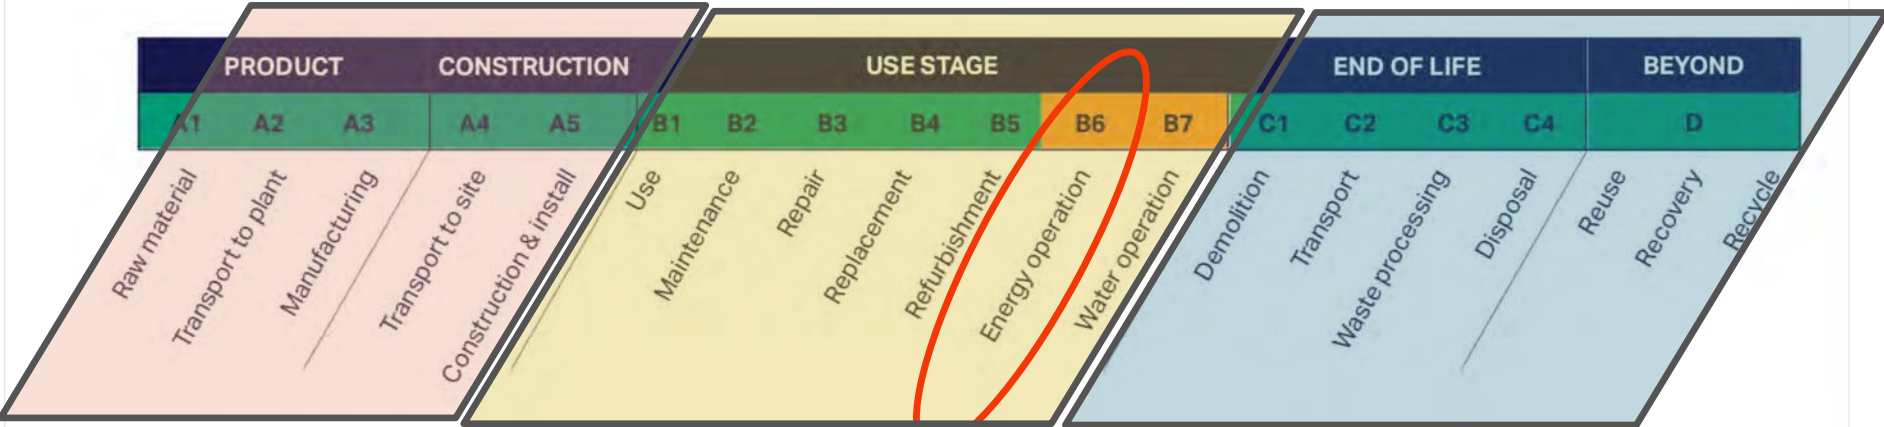 PRODUCT CONSTRUCTION USE STAGE END OF LIFE BEYOND
A1 A2 A3 A4 A5 B1 B2 B3 B4 B5 B6 B7 C1 C2 C3 C4 D
Raw material
Transport to plant
Manufacturing
Transport to site
Construction & install
Use
Maintenance
Repair
Replacement
Refurbishment
Energy operation
Water operation
Demolition
Transport
Waste processing
Disposal
Reuse
Recovery
Recycle